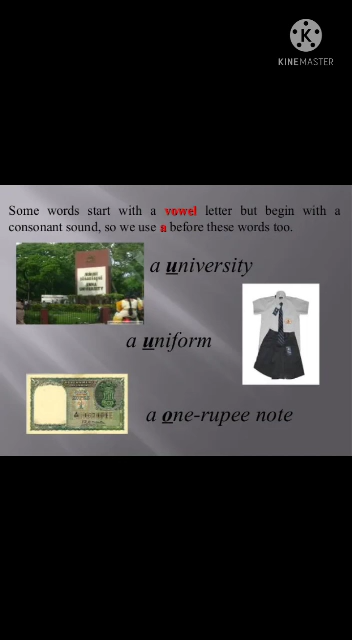 KINEMASTER
Some words start with a vowel letter but begin with a
consonant sound, so we use a before these words too.
a university
a uniform
a one-rupee note